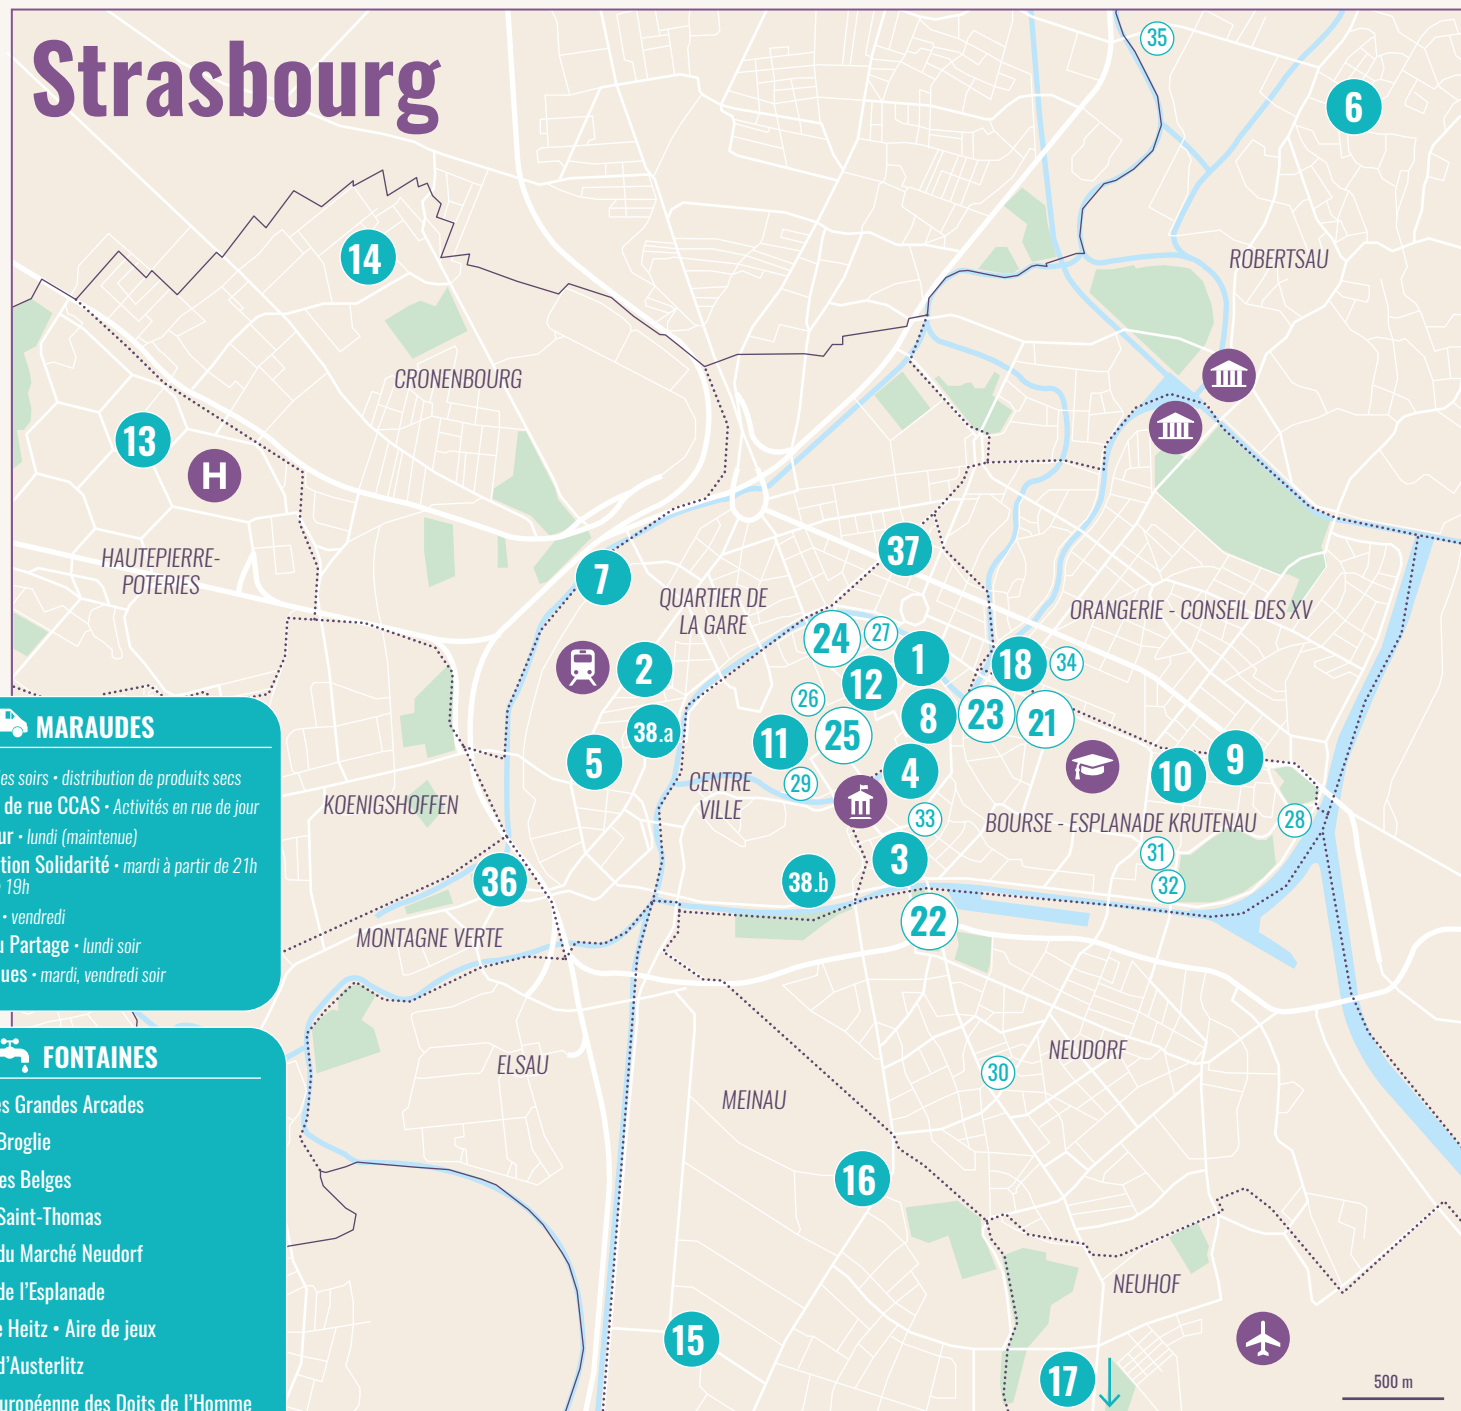 Strasbourg
35
6
ROBERTSAU
14
CRONENBOURG
13
H
HAUTEPIERRE-
POTERIES
37
7
QUARTIER DE
LA GARE
ORANGERIE - CONSEIL DES XV
24
27
1
18
34
2
12
26
8
23
21
38.a
11
25
5
4
9
10
CENTRE
VILLE
29
KOENIGSHOFFEN
33
BOURSE - ESPLANADE KRUTENAU
28
31
3
32
36
38.b
22
MONTAGNE VERTE
ELSAU
NEUDORF
30
MEINAU
16
NEUHOF
15
17
500 m
MARAUDES
es soirs • distribution de produits secs
de rue CCAS • Activités en rue de jour
ur • lundi (maintenue)
tion Solidarité • mardi à partir de 21h
19h
• vendredi
u Partage • lundi soir
ues • mardi, vendredi soir
FONTAINES
es Grandes Arcades
Broglie
es Belges
Saint-Thomas
du Marché Neudorf
de l'Esplanade
e Heitz • Aire de jeux
d'Austerlitz
uropéenne des Doits de l'Homme